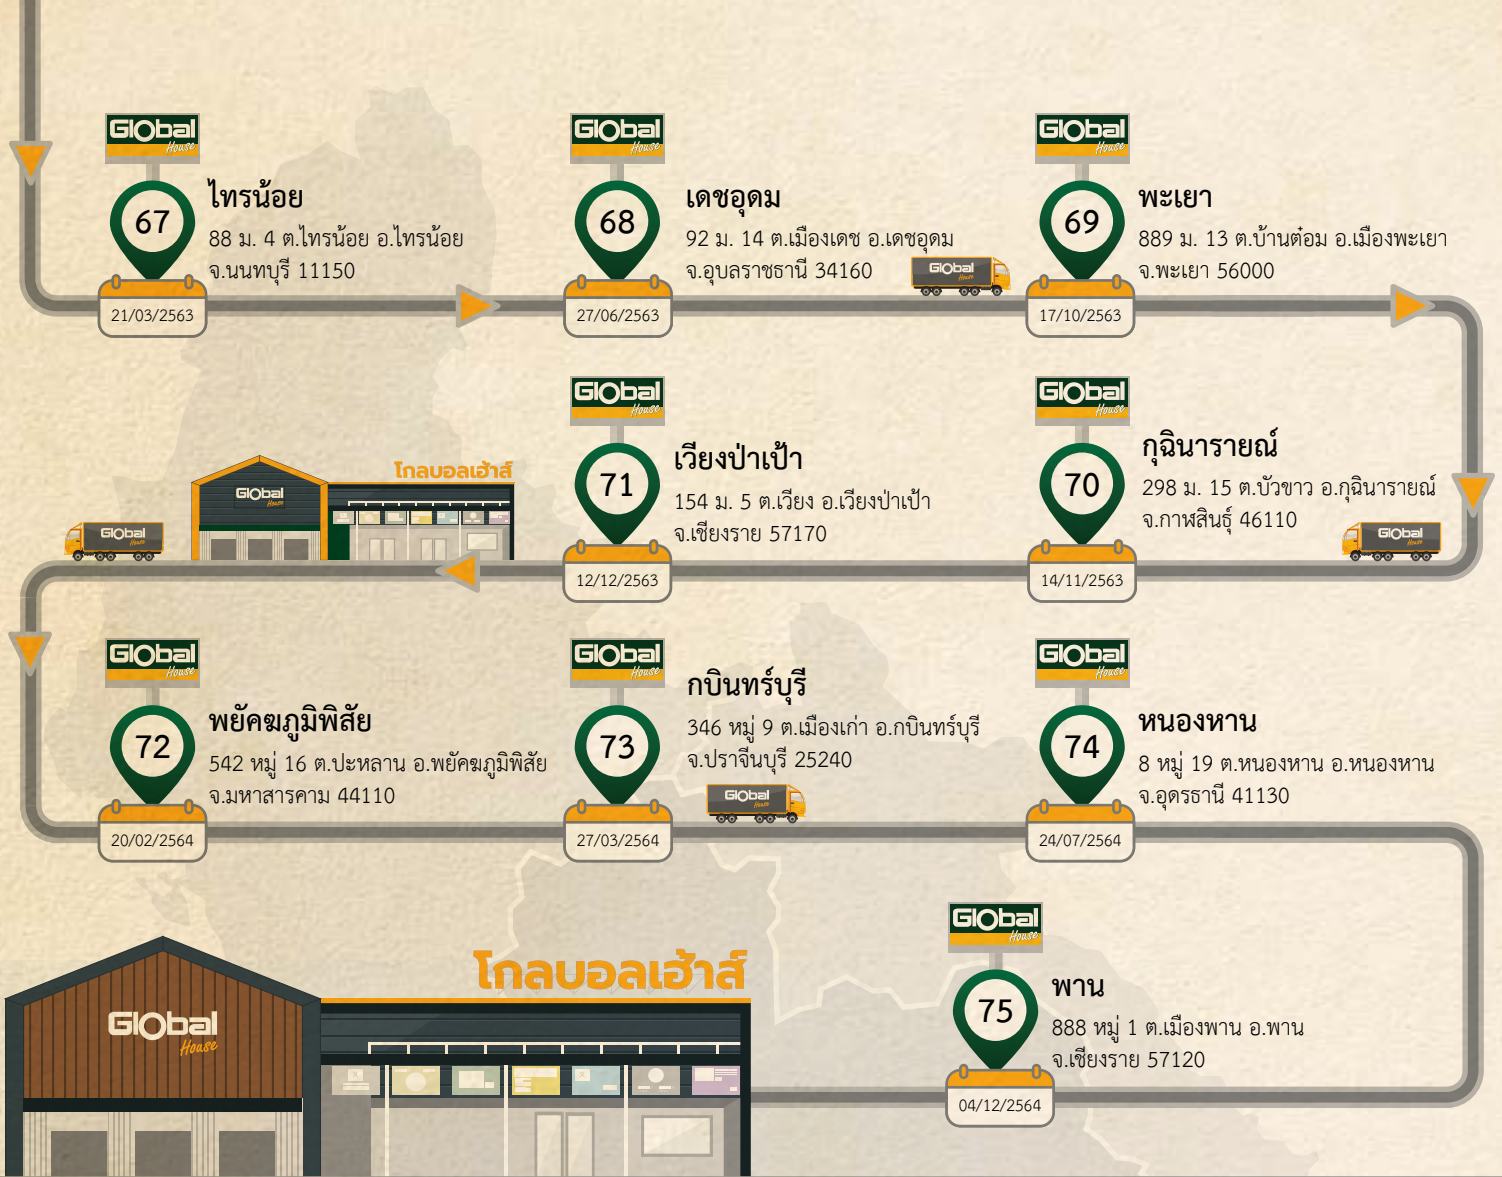 Global
House
67
ไทรน้อย
88 ม. 4 ต.ไทรน้อย อ.ไทรน้อย
จ.นนทบุรี 11150
21/03/2563
Global
House
68
เดชอุดม
92 ม. 14 ต.เมืองเดช อ.เดชอุดม
จ.อุบลราชธานี 34160
27/06/2563
Global
House
Global
House
69
พะเยา
889 ม. 13 ต.บ้านต๋อม อ.เมืองพะเยา
จ.พะเยา 56000
17/10/2563
Global
House
70
กุฉินารายณ์
298 ม. 15 ต.บัวขาว อ.กุฉินารายณ์
จ.กาฬสินธุ์ 46110
14/11/2563
Global
House
Global
House
71
เวียงป่าเป้า
154 ม. 5 ต.เวียง อ.เวียงป่าเป้า
จ.เชียงราย 57170
12/12/2563
โกลบอลเฮ้าส์
Global
House
Global
House
Global
House
72
พยัคฆภูมิพิสัย
542 หมู่ 16 ต.ปะหลาน อ.พยัคฆภูมิพิสัย
จ.มหาสารคาม 44110
20/02/2564
Global
House
73
กบินทร์บุรี
346 หมู่ 9 ต.เมืองเก่า อ.กบินทร์บุรี
จ.ปราจีนบุรี 25240
27/03/2564
Global
House
Global
House
74
หนองหาน
8 หมู่ 19 ต.หนองหาน อ.หนองหาน
จ.อุดรธานี 41130
24/07/2564
Global
House
75
พาน
888 หมู่ 1 ต.เมืองพาน อ.พาน
จ.เชียงราย 57120
04/12/2564
โกลบอลเฮ้าส์
Global
House